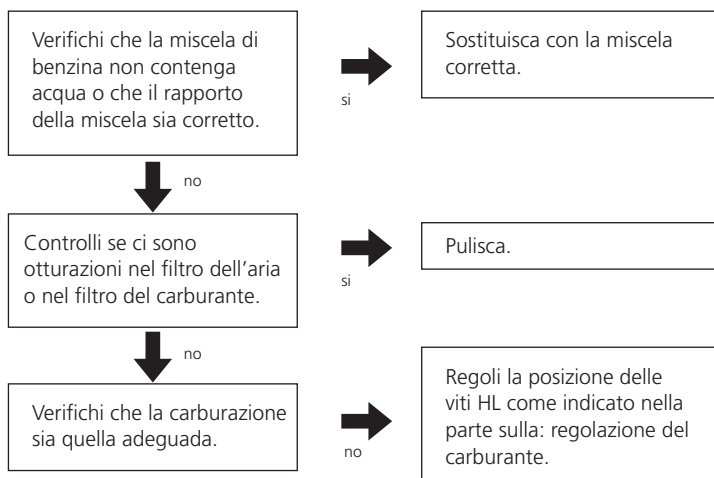 Verifichi che la miscela di
benzina non contenga
acqua o che il rapporto
della miscela sia corretto.
si
Sostituisca con la miscela
corretta.
no
Controlli se ci sono
otturazioni nel filtro dell'aria
o nel filtro del carburante.
si
Pulisca.
no
Verifichi che la carburazione
sia quella adeguada.
no
Regoli la posizione delle
viti HL come indicato nella
parte sulla: regolazione del
carburante.